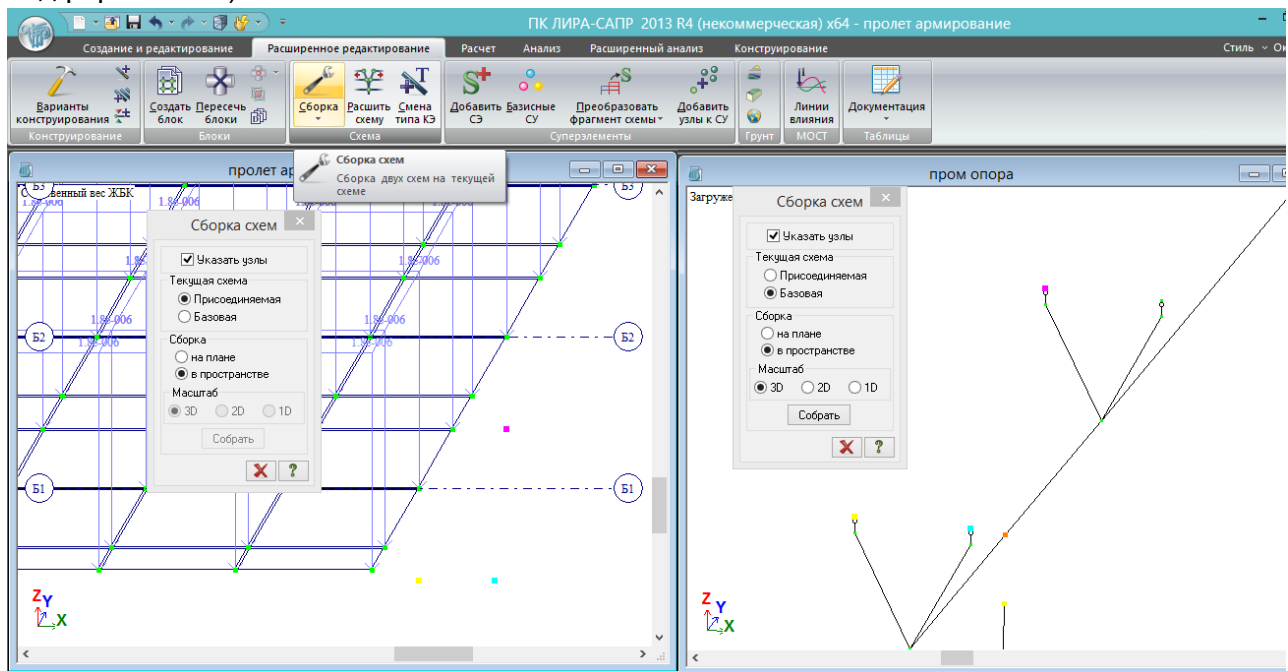 ПК ЛИРА-САПР 2013 R4 (некоммерческая) x64 - пролет армирование
Создание и редактирование
Расширенное редактирование
Расчет
Анализ
Расширенный анализ
Конструирование
Стиль
Варианты конструирования
Создать блок
Пересечь блоки
Сборка
Расшить схему
Смена типа КЭ
Добавить СЭ
Базисные СУ
Преобразовать фрагмент схемы
Добавить узлы к СУ
Линии влияния
Документация
Конструирование
Блоки
Схема
Суперэлементы
Грунт
МОСТ
Таблицы
Сборка схем
Сборка двух схем на текущей
схеме
Сборка схем
Указать узлы
Текущая схема
Присоединяемая
Базовая
Сборка
на плане
в пространстве
Масштаб
3D 2D 1D
Собрать
?
Б3
Б2
Б2
Б1
Б1
1.8e-006
Z
Y
X
пром опора
Сборка схем
Указать узлы
Текущая схема
Присоединяемая
Базовая
Сборка
на плане
в пространстве
Масштаб
3D 2D 1D
Собрать
?
Z
Y
X